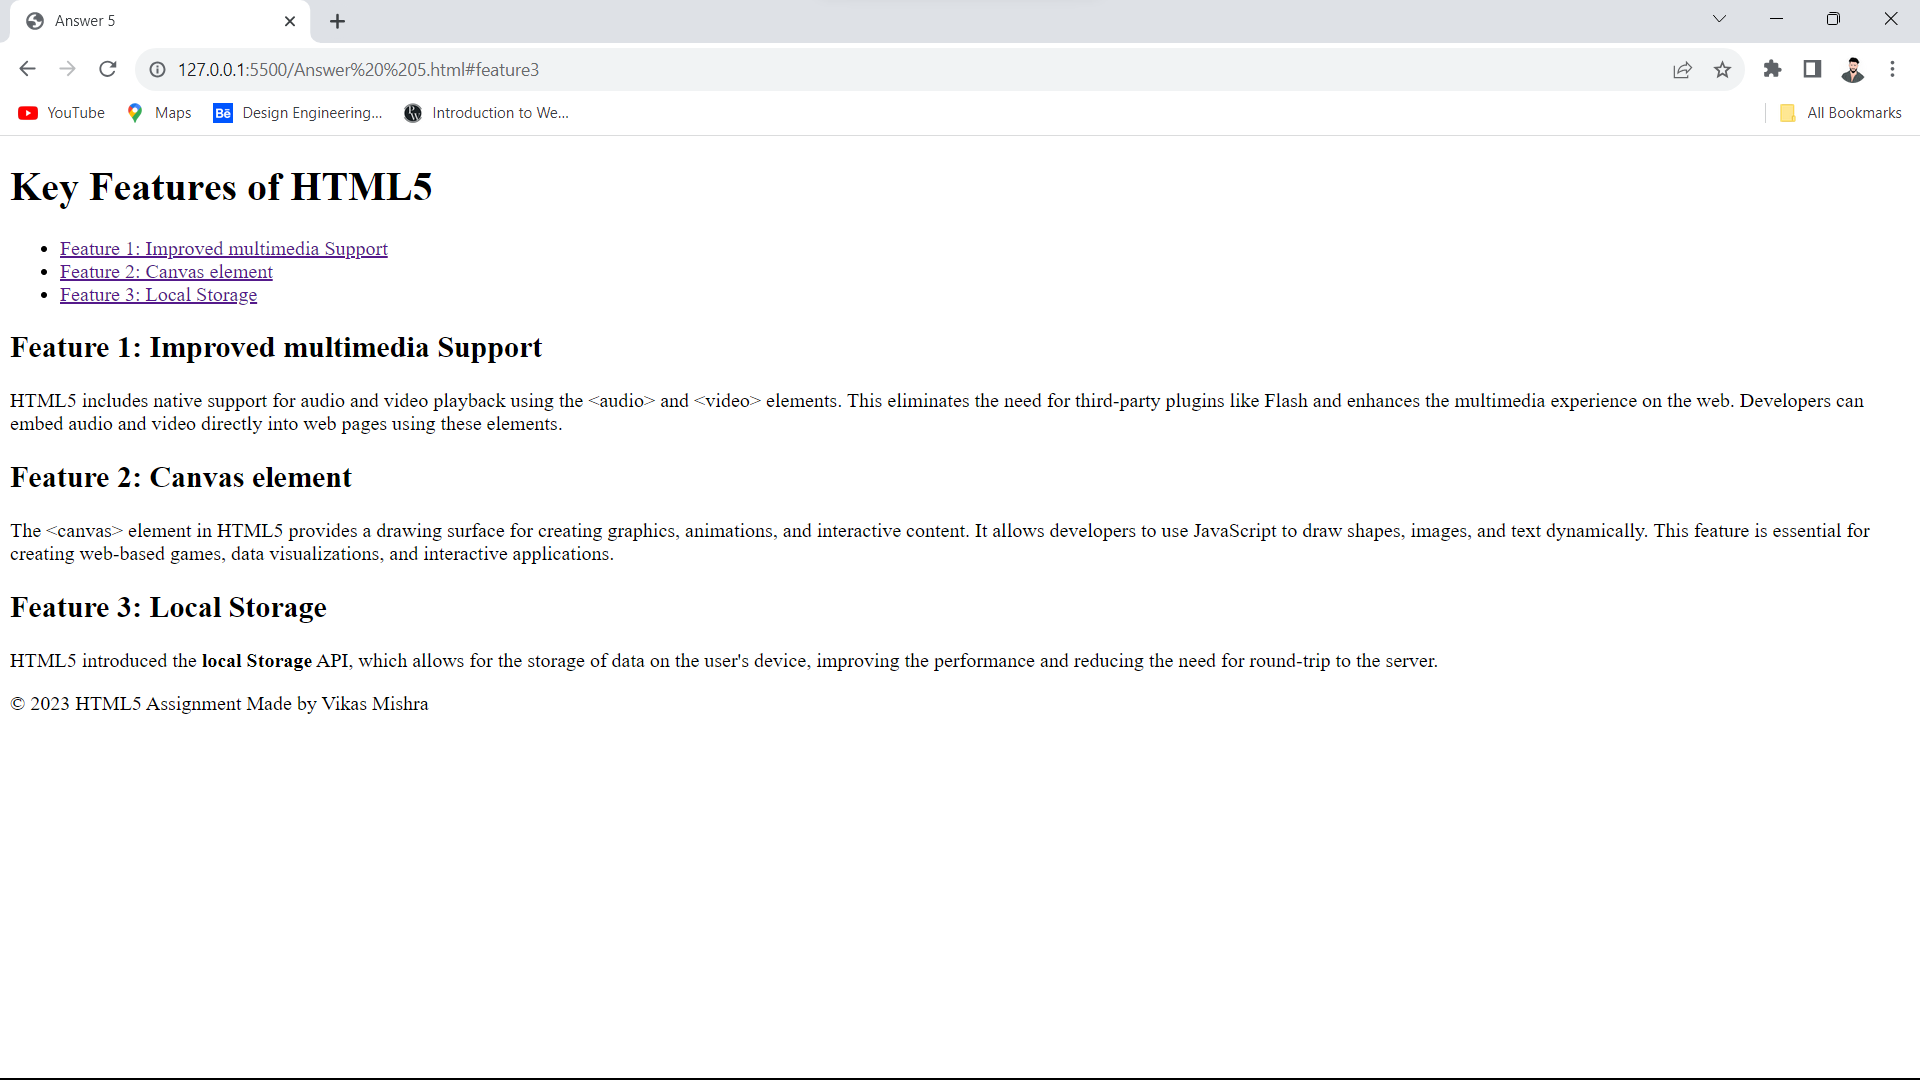 Answer 5
127.0.0.1:5500/Answer%20%205.html#feature3
YouTube Maps Bē Design Engineering... PW Introduction to We... All Bookmarks
Key Features of HTML5
• Feature 1: Improved multimedia Support
• Feature 2: Canvas element
• Feature 3: Local Storage
Feature 1: Improved multimedia Support
HTML5 includes native support for audio and video playback using the <audio> and <video> elements. This eliminates the need for third-party plugins like Flash and enhances the multimedia experience on the web. Developers can
embed audio and video directly into web pages using these elements.
Feature 2: Canvas element
The <canvas> element in HTML5 provides a drawing surface for creating graphics, animations, and interactive content. It allows developers to use JavaScript to draw shapes, images, and text dynamically. This feature is essential for
creating web-based games, data visualizations, and interactive applications.
Feature 3: Local Storage
HTML5 introduced the local Storage API, which allows for the storage of data on the user's device, improving the performance and reducing the need for round-trip to the server.
© 2023 HTML5 Assignment Made by Vikas Mishra